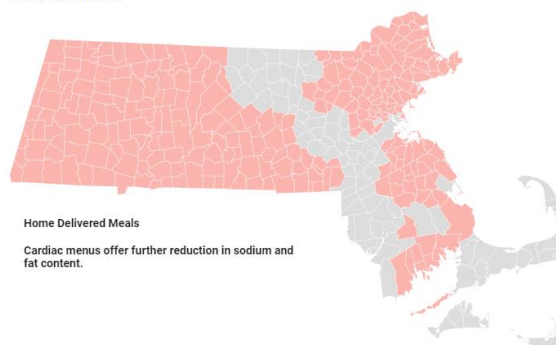 Home Delivered Meals
Cardiac menus offer further reduction in sodium and
fat content.